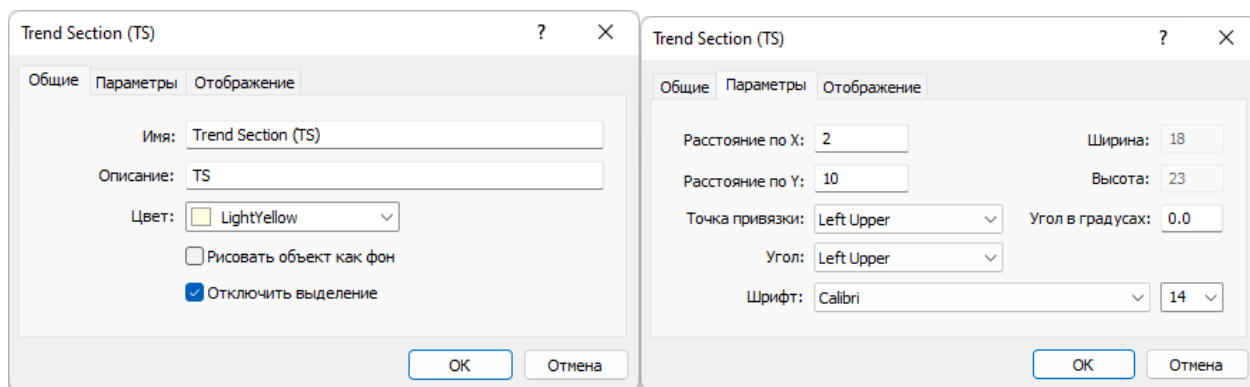 Trend Section (TS) ? ×
Общие Параметры Отображение
Имя: Trend Section (TS)
Описание: TS
Цвет: LightYellow
Рисовать объект как фон
Отключить выделение
ОК Отмена
Trend Section (TS) ? ×
Общие Параметры Отображение
Расстояние по X: 2 Ширина: 18
Расстояние по Y: 10 Высота: 23
Точка привязки: Left Upper Угол в градусах: 0.0
Угол: Left Upper
Шрифт: Calibri 14
ОК Отмена